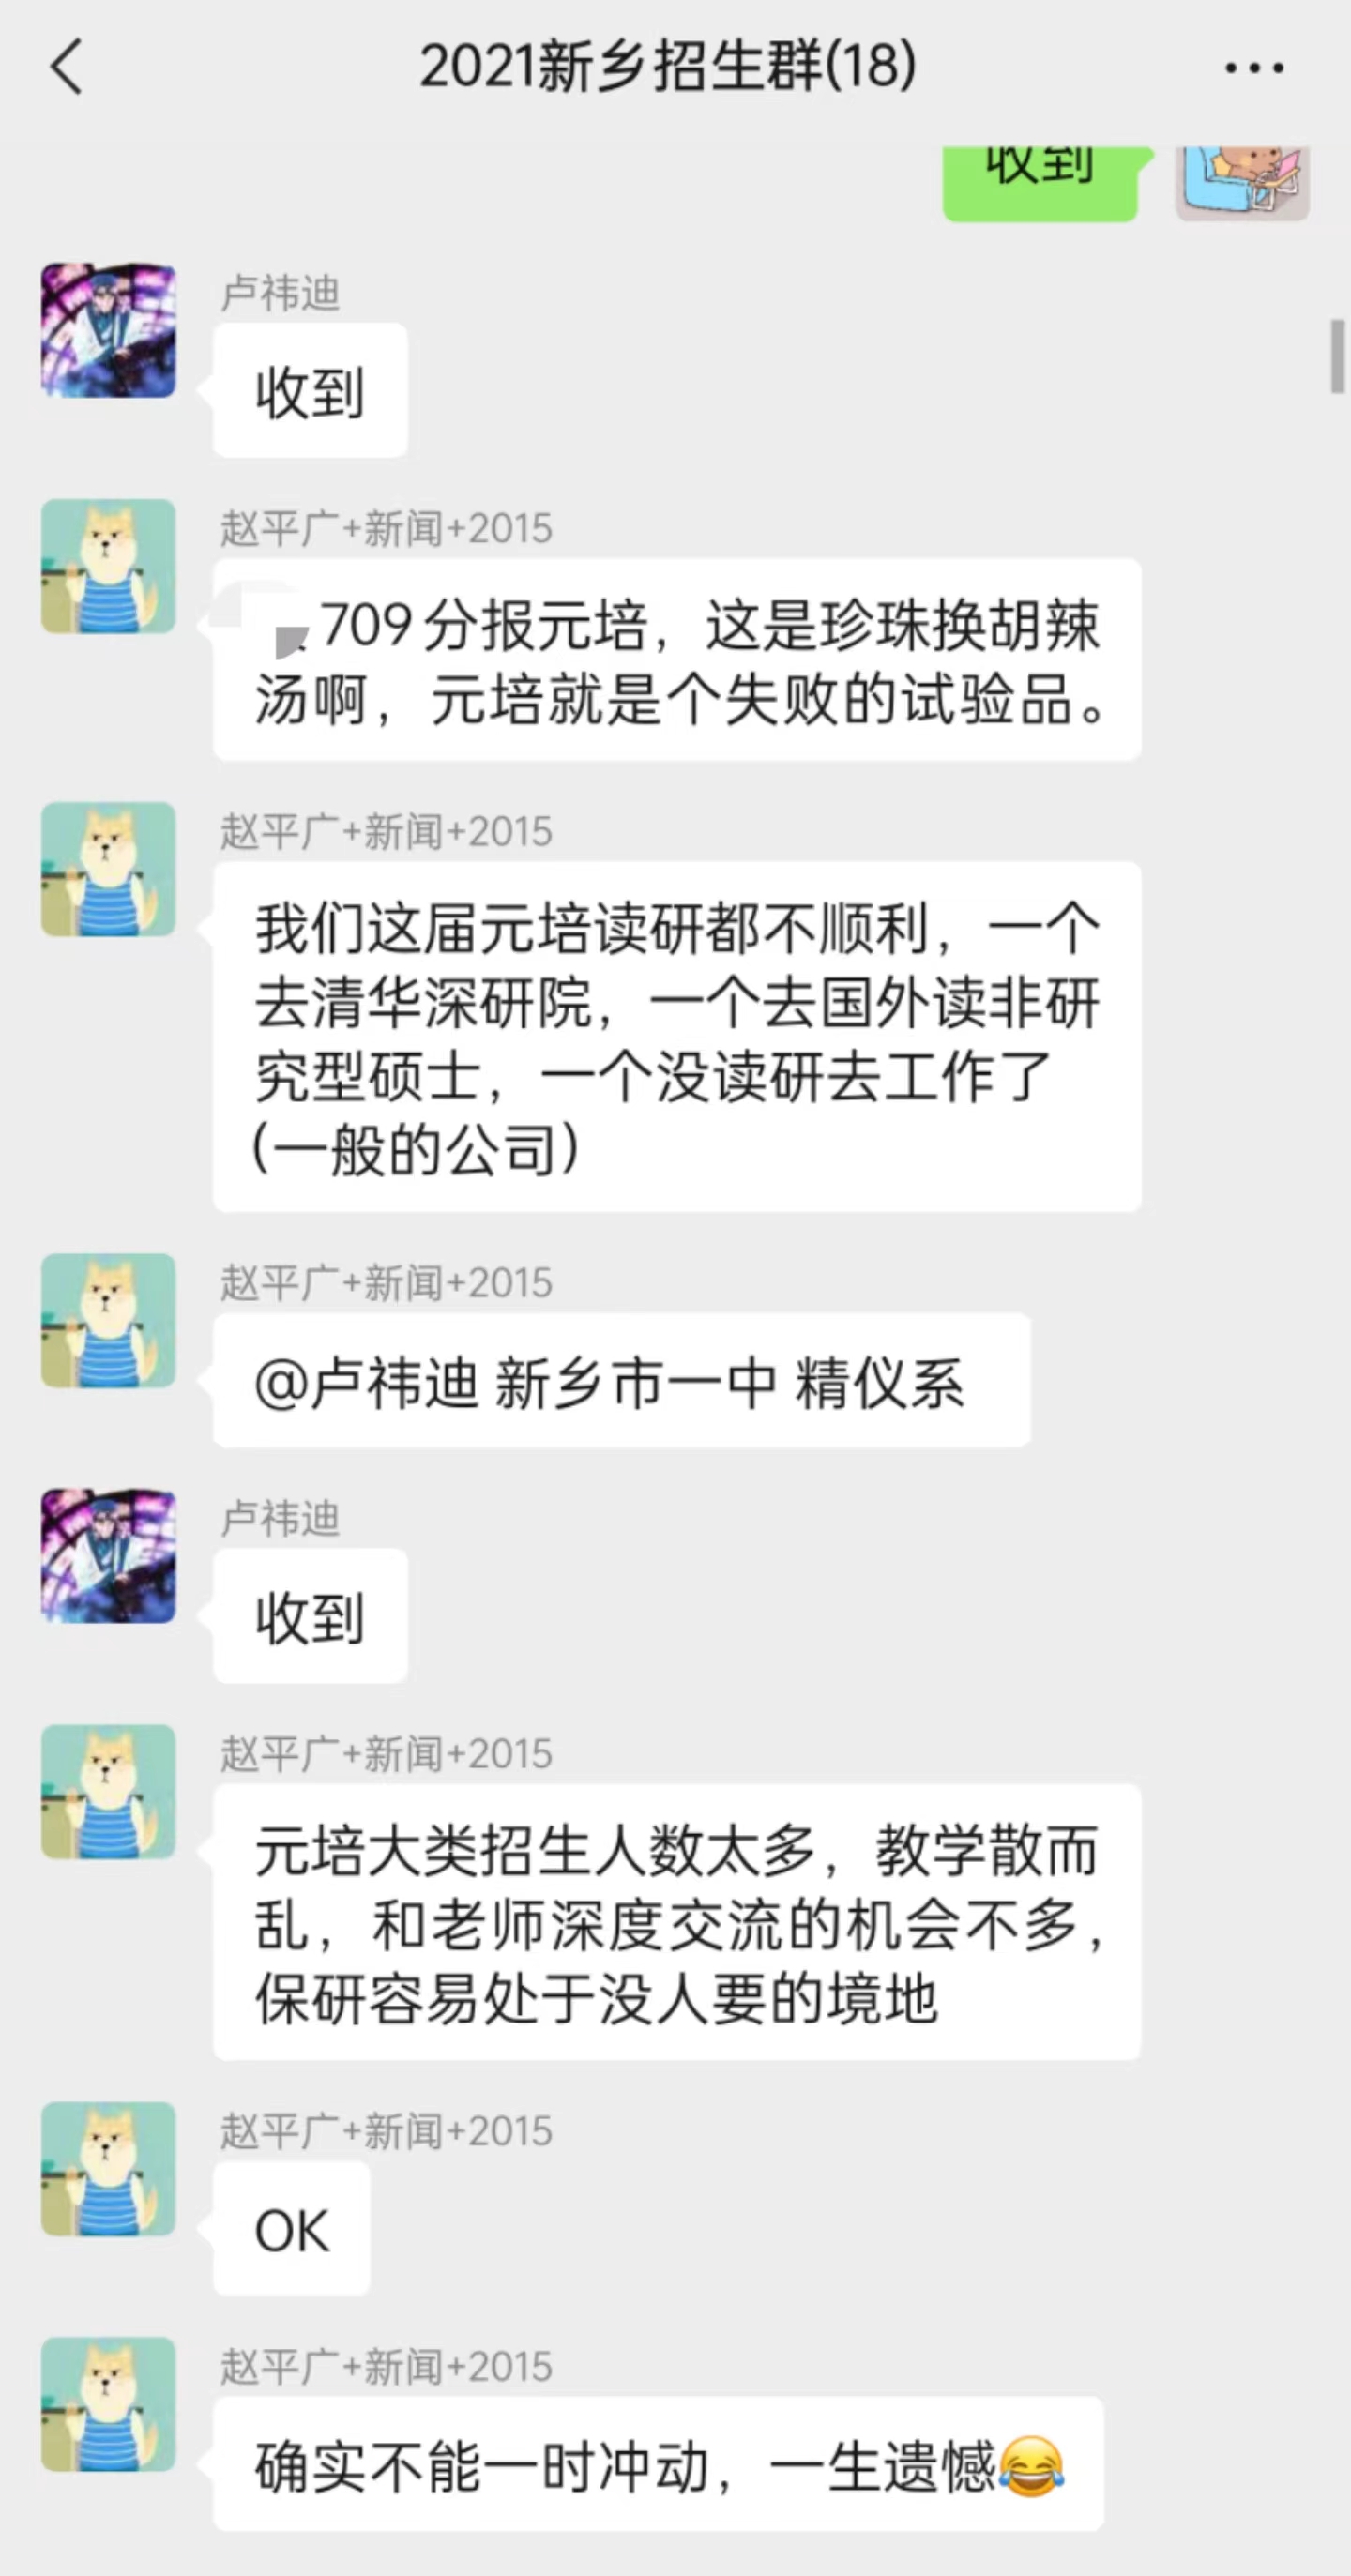 2021新乡招生群(18)
收到
卢祎迪
收到
赵平广+新闻+2015
709分报元培，这是珍珠换胡辣
汤啊，元培就是个失败的试验品。
赵平广+新闻+2015
我们这届元培读研都不顺利，一个
去清华深研院，一个去国外读非研
究型硕士，一个没读研去工作了
（一般的公司）
赵平广+新闻+2015
@卢祎迪 新乡市一中 精仪系
卢祎迪
收到
赵平广+新闻+2015
元培大类招生人数太多，教学散而
乱，和老师深度交流的机会不多，
保研容易处于没人要的境地
赵平广+新闻+2015
OK
赵平广+新闻+2015
确实不能一时冲动，一生遗憾😂